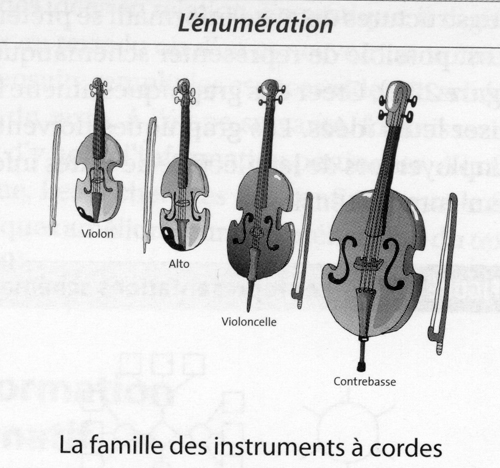 L'énumération
Violon
Alto
Violoncelle
Contrebasse
La famille des instruments à cordes